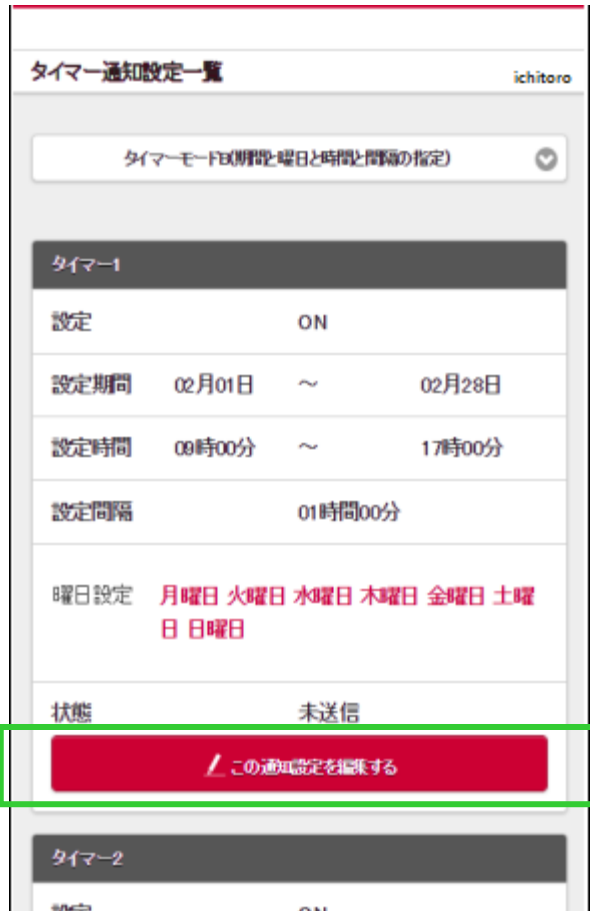 タイマー通知設定一覧 ichitoro
タイマーモードB(期間と曜日と時間と間隔の指定)
タイマー1
設定 ON
設定期間 02月01日 ～ 02月28日
設定時間 09時00分 ～ 17時00分
設定間隔 01時間00分
曜日設定 月曜日 火曜日 水曜日 木曜日 金曜日 土曜
日 日曜日
状態 未送信
この通知設定を編集する
タイマー2
設定 ON